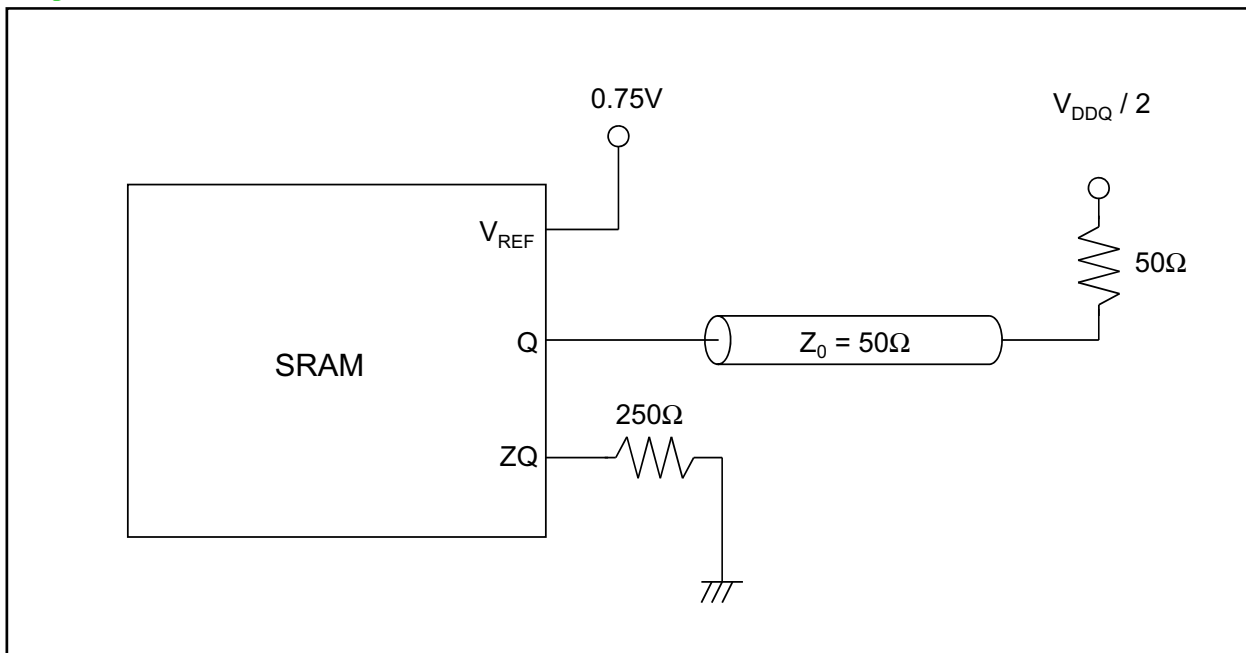 0.75V
V_DDQ / 2
V_REF
50Ω
Q
Z_0 = 50Ω
SRAM
250Ω
ZQ